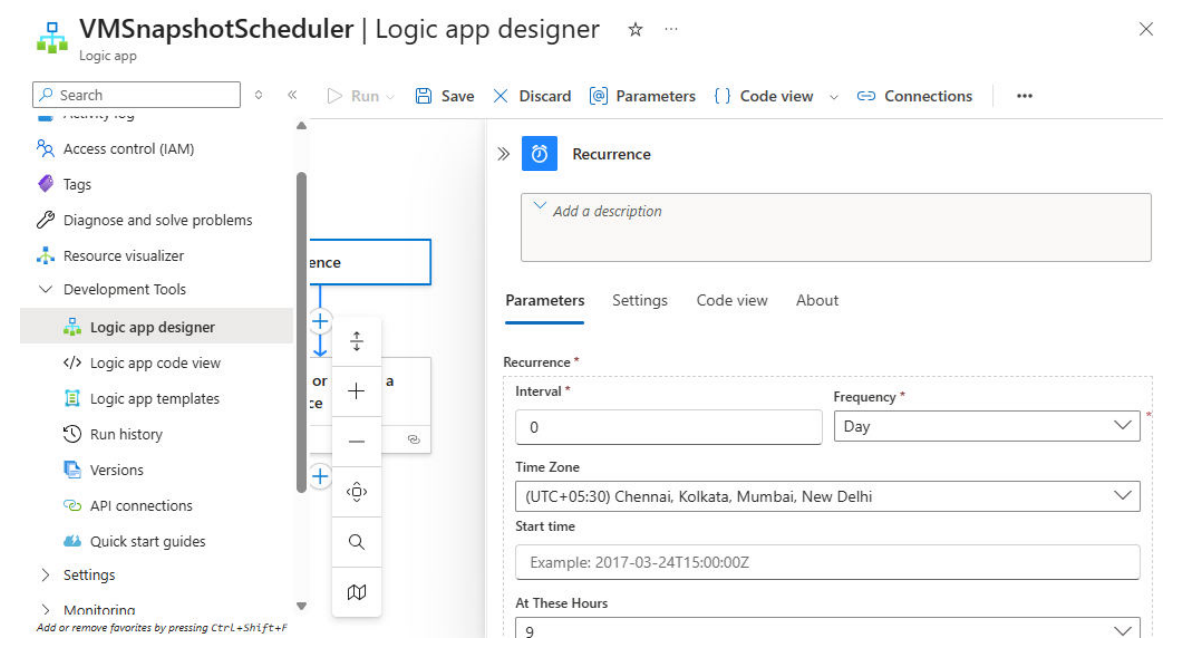 VMSnapshotScheduler | Logic app designer
Logic app
Search
Run
Save
Discard
Parameters
Code view
Connections
Activity log
Access control (IAM)
Tags
Diagnose and solve problems
Resource visualizer
Development Tools
Logic app designer
Logic app code view
Logic app templates
Run history
Versions
API connections
Quick start guides
Settings
Monitoring
Add or remove favorites by pressing Ctrl+Shift+F
ence
or a
ce
Recurrence
Add a description
Parameters
Settings
Code view
About
Recurrence *
Interval *
0
Frequency *
Day
*
Time Zone
(UTC+05:30) Chennai, Kolkata, Mumbai, New Delhi
Start time
Example: 2017-03-24T15:00:00Z
At These Hours
9